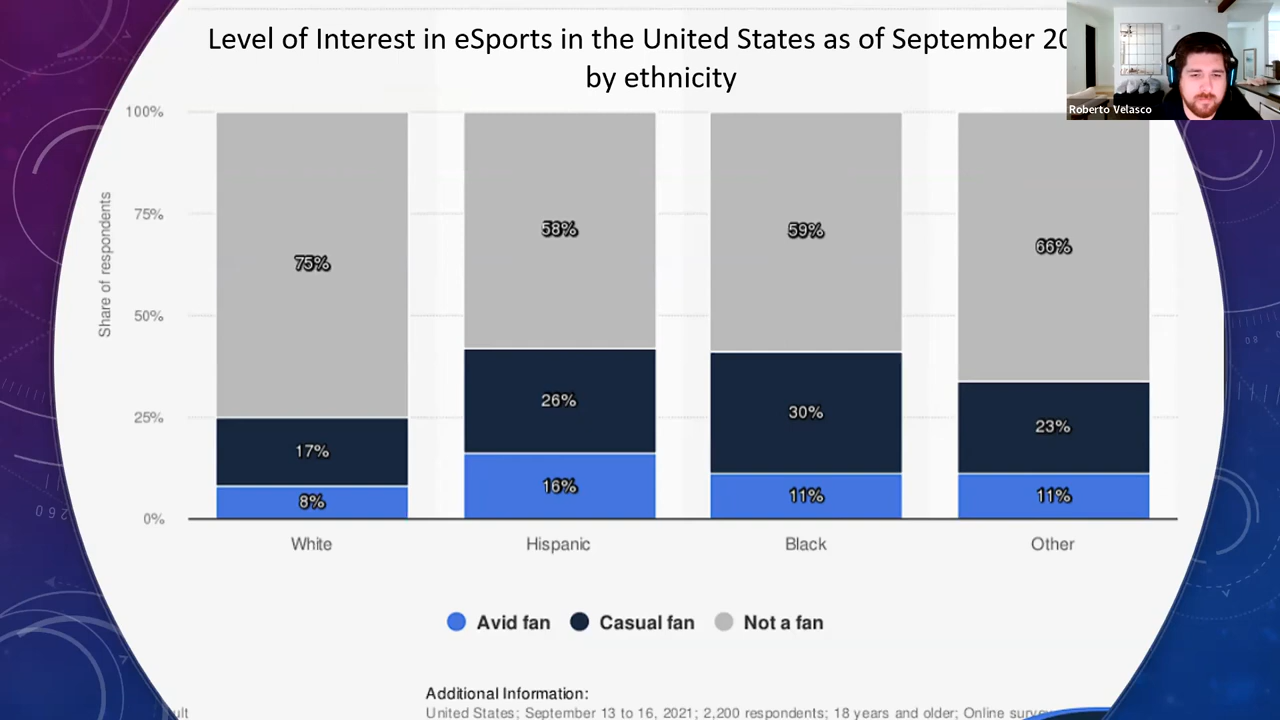 Level of Interest in eSports in the United States as of September 20
by ethnicity
Roberto Velasco
Share of respondents
100%
75%
50%
25%
0%
75%
58%
59%
66%
17%
26%
30%
23%
8%
16%
11%
11%
White
Hispanic
Black
Other
Avid fan
Casual fan
Not a fan
Additional Information:
United States; September 13 to 16, 2021; 2,200 respondents; 18 years and older; Online
260
80